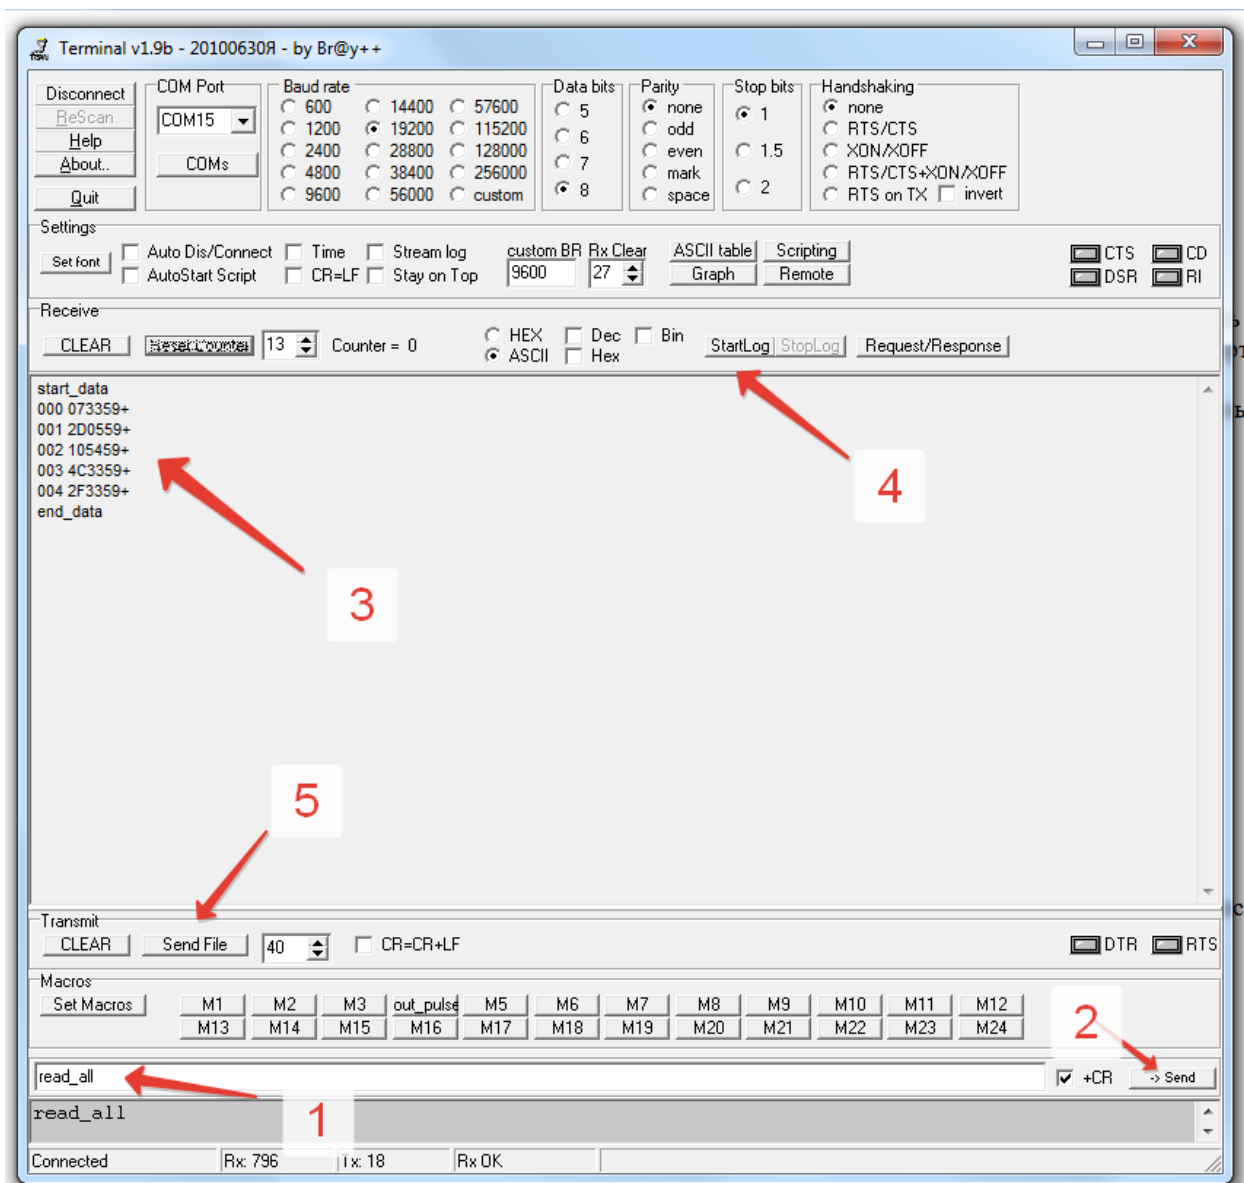 Terminal v1.9b - 20100630Я - by Br@y++
Disconnect
ReScan
Help
About..
Quit
COM Port
COM15
COMs
Baud rate
600 14400 57600
1200 19200 115200
2400 28800 128000
4800 38400 256000
9600 56000 custom
Data bits
5
6
7
8
Parity
none
odd
even
mark
space
Stop bits
1
1.5
2
Handshaking
none
RTS/CTS
XON/XOFF
RTS/CTS+XON/XOFF
RTS on TX invert
Settings
Set font
Auto Dis/Connect Time Stream log
AutoStart Script CR=LF Stay on Top
custom BR Rx Clear
9600 27
ASCII table Scripting
Graph Remote
CTS CD
DSR RI
Receive
CLEAR Reset Counter 13 Counter = 0
HEX Dec Bin
ASCII Hex
StartLog StopLog Request/Response
start_data
000 073359+
001 2D0559+
002 105459+
003 4C3359+
004 2F3359+
end_data
4
3
5
Transmit
CLEAR Send File 40 CR=CR+LF
DTR RTS
Macros
Set Macros
M1 M2 M3 out_pulse M5 M6 M7 M8 M9 M10 M11 M12
M13 M14 M15 M16 M17 M18 M19 M20 M21 M22 M23 M24
2
read_all
+CR -> Send
1
read_all
Connected Rx: 796 Tx: 18 Rx OK